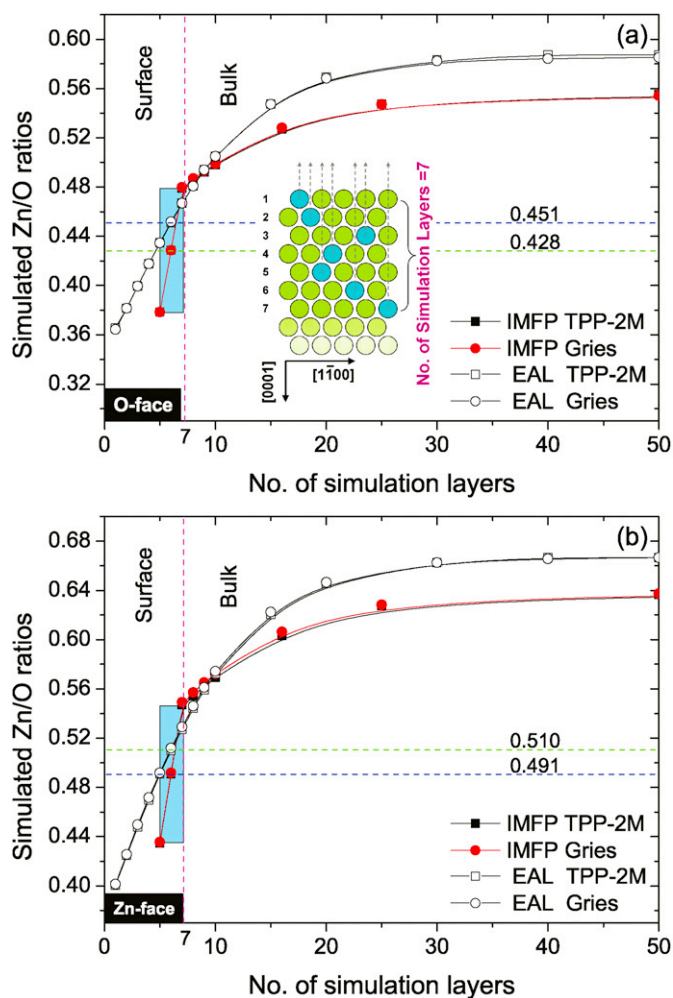 (a)
Surface
Bulk
Simulated Zn/O ratios
0.60
0.56
0.52
0.48
0.44
0.40
0.36
0.32
0.451
0.428
1
2
3
4
5
6
7
No. of Simulation Layers =7
[0001]
[11̄00]
IMFP TPP-2M
IMFP Gries
EAL TPP-2M
EAL Gries
O-face
0 7 10 20 30 40 50
No. of simulation layers
(b)
Surface
Bulk
Simulated Zn/O ratios
0.68
0.64
0.60
0.56
0.52
0.48
0.44
0.40
0.510
0.491
IMFP TPP-2M
IMFP Gries
EAL TPP-2M
EAL Gries
Zn-face
0 7 10 20 30 40 50
No. of simulation layers